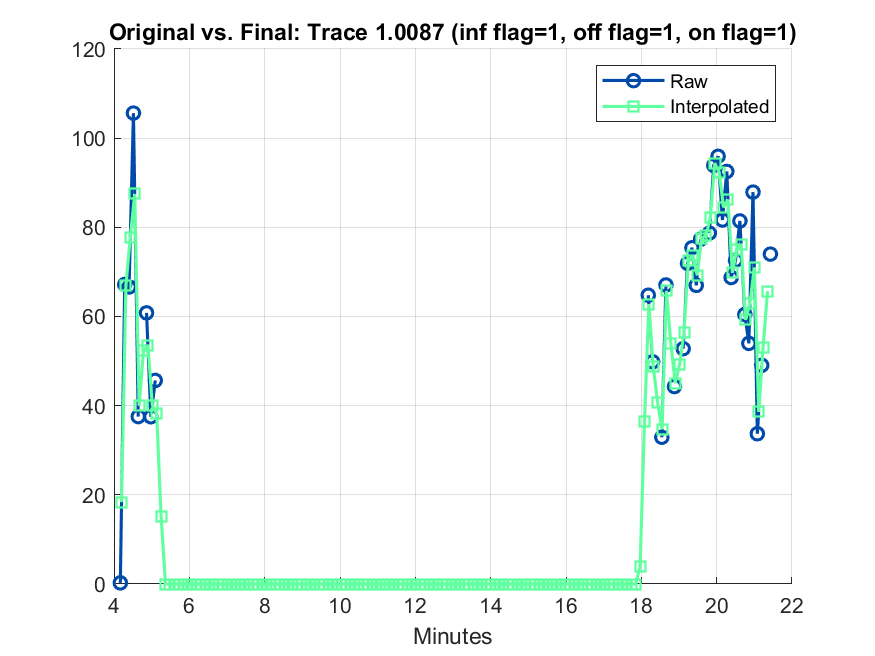 Original vs. Final: Trace 1.0087 (inf flag=1, off flag=1, on flag=1)
120
100
80
60
40
20
0
Raw
Interpolated
4 6 8 10 12 14 16 18 20 22
Minutes